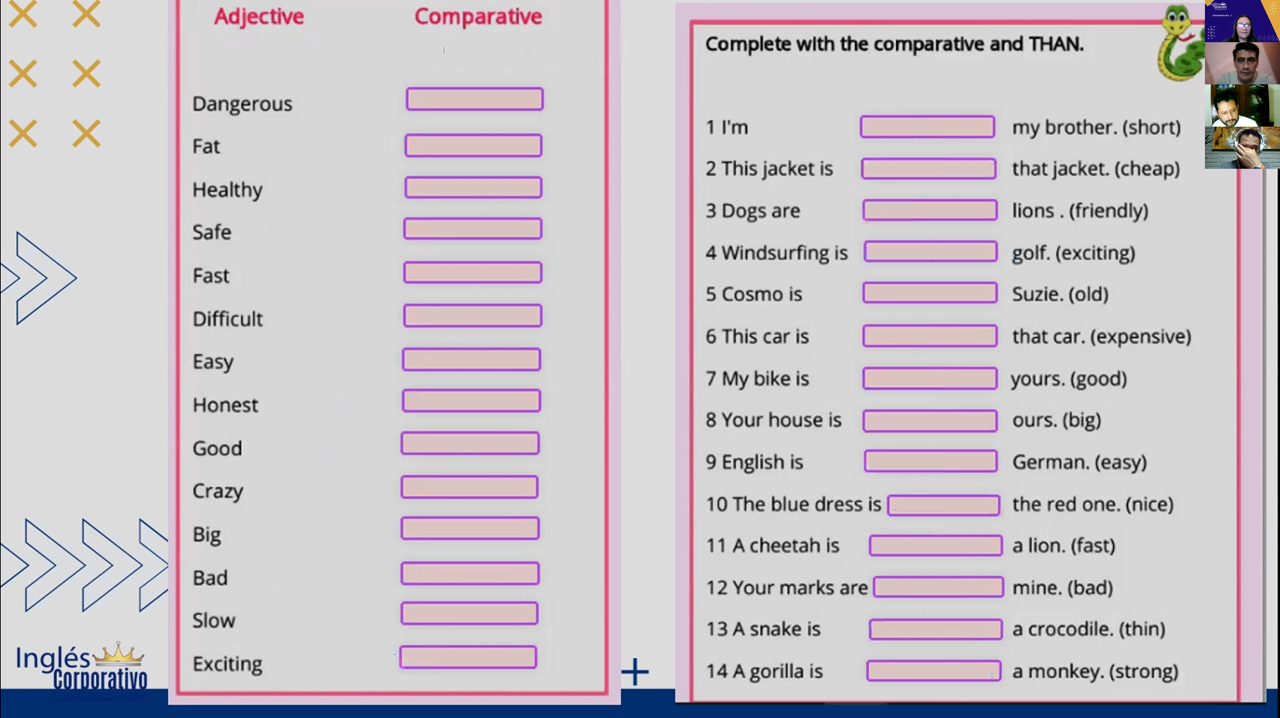 Adjective Comparative
Dangerous
Fat
Healthy
Safe
Fast
Difficult
Easy
Honest
Good
Crazy
Big
Bad
Slow
Exciting
Complete with the comparative and THAN.
1 I'm my brother. (short)
2 This jacket is that jacket. (cheap)
3 Dogs are lions . (friendly)
4 Windsurfing is golf. (exciting)
5 Cosmo is Suzie. (old)
6 This car is that car. (expensive)
7 My bike is yours. (good)
8 Your house is ours. (big)
9 English is German. (easy)
10 The blue dress is the red one. (nice)
11 A cheetah is a lion. (fast)
12 Your marks are mine. (bad)
13 A snake is a crocodile. (thin)
14 A gorilla is a monkey. (strong)
Inglés
Corporativo